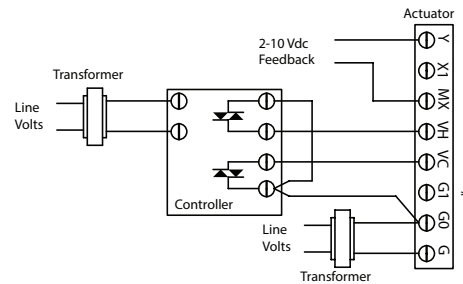 Actuator
2-10 Vdc
Feedback
Transformer
Line
Volts
Controller
Line
Volts
Transformer
Y
X1
MX
VH
VC
G1
*
G0
G